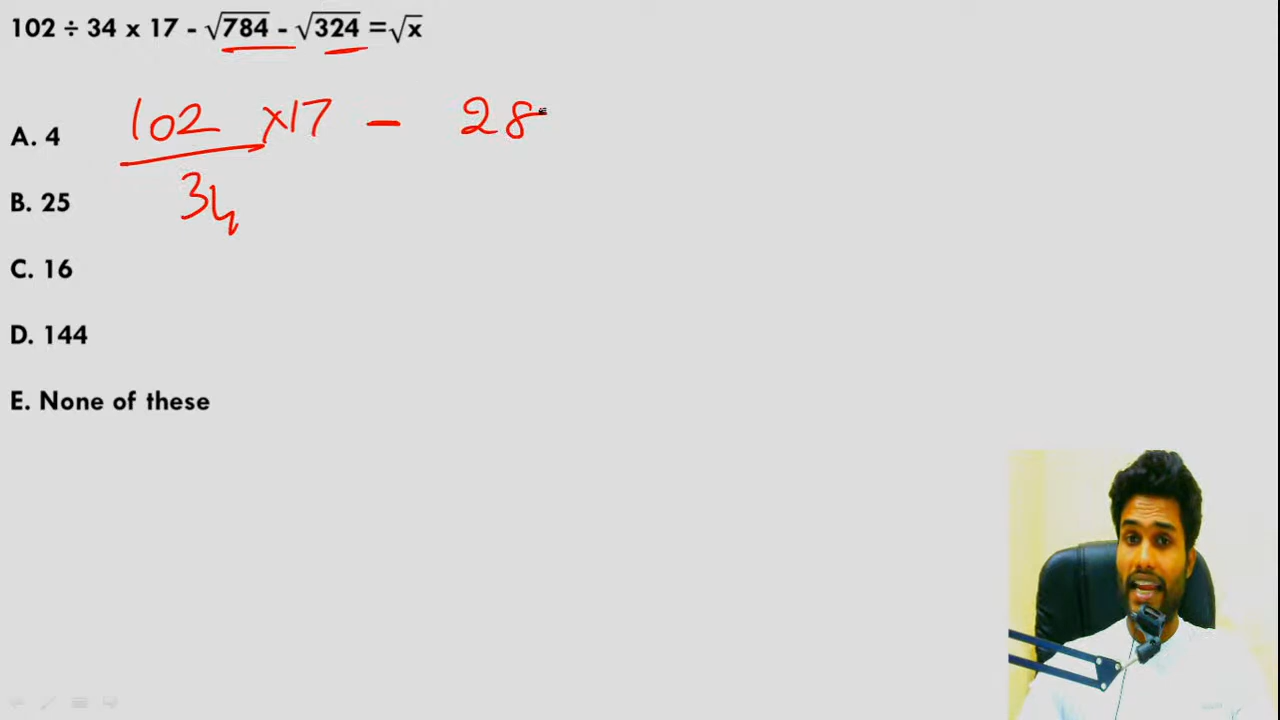 102 ÷ 34 x 17 - √784 - √324 =√x
102 x17 - 28
34
A. 4
B. 25
C. 16
D. 144
E. None of these